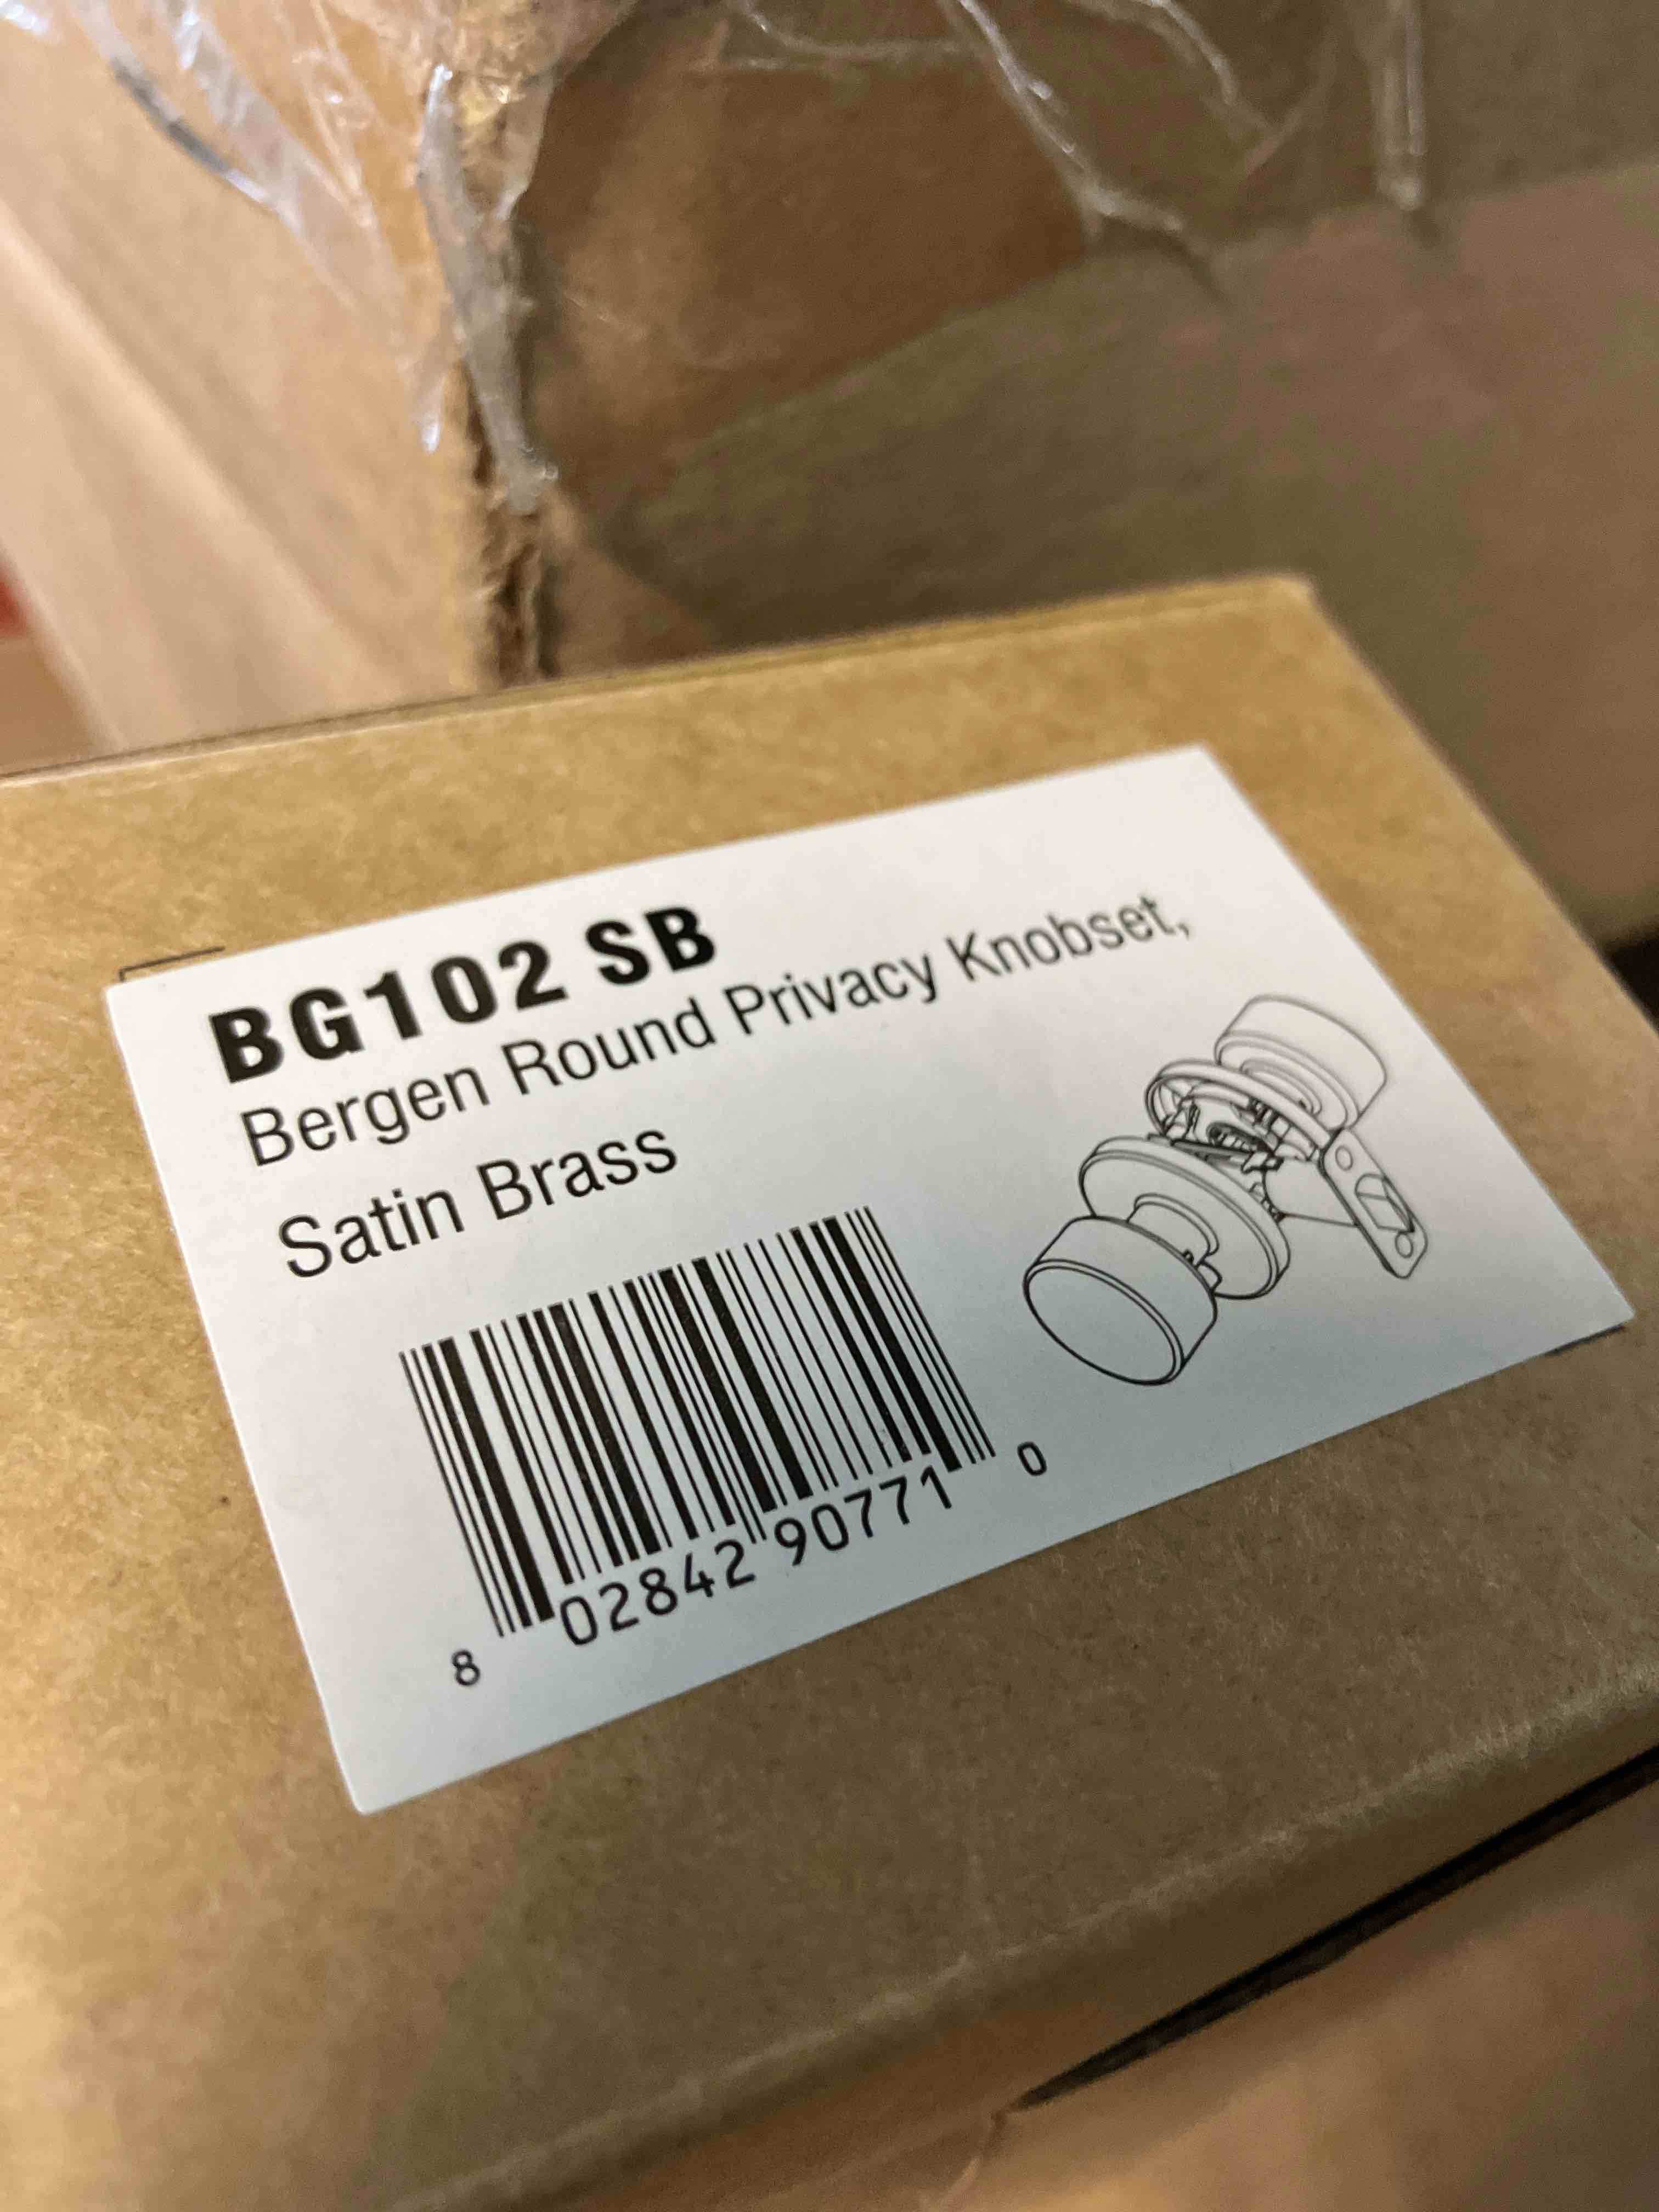 BG102 SB
Bergen Round Privacy Knobset,
Satin Brass
8 02842 90771 0